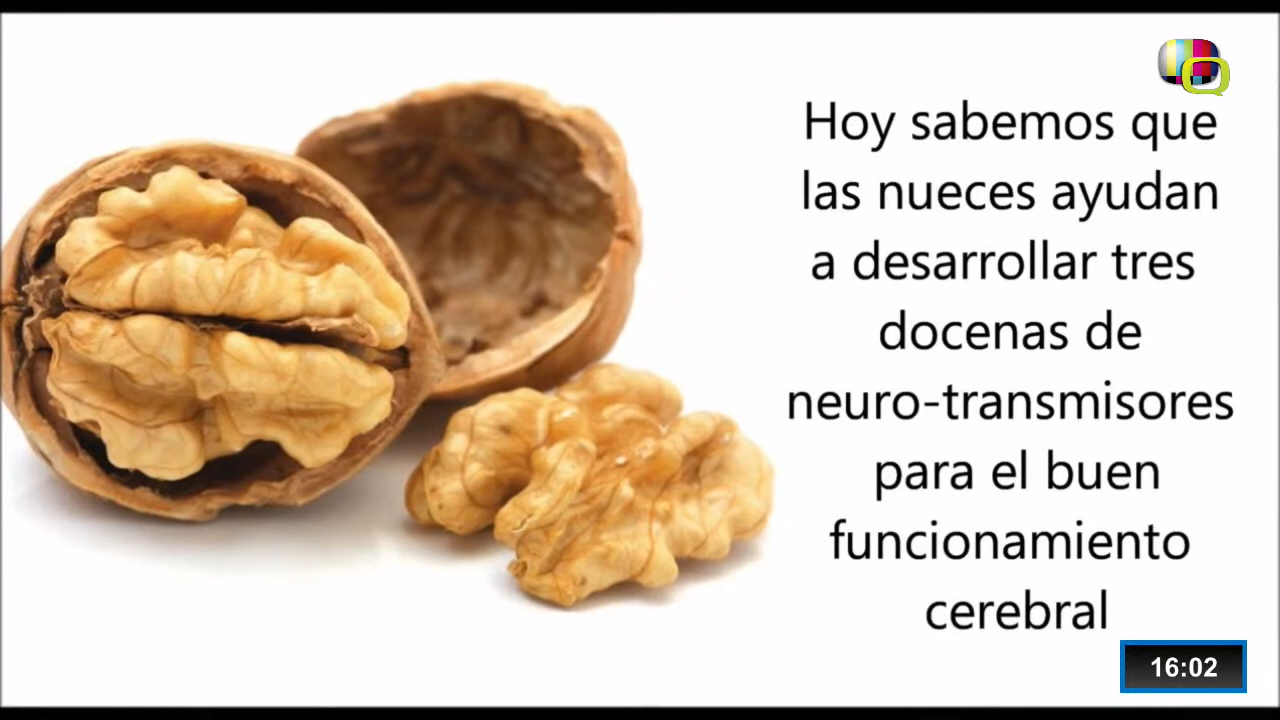 Hoy sabemos que
las nueces ayudan
a desarrollar tres
docenas de
neuro-transmisores
para el buen
funcionamiento
cerebral
16:02